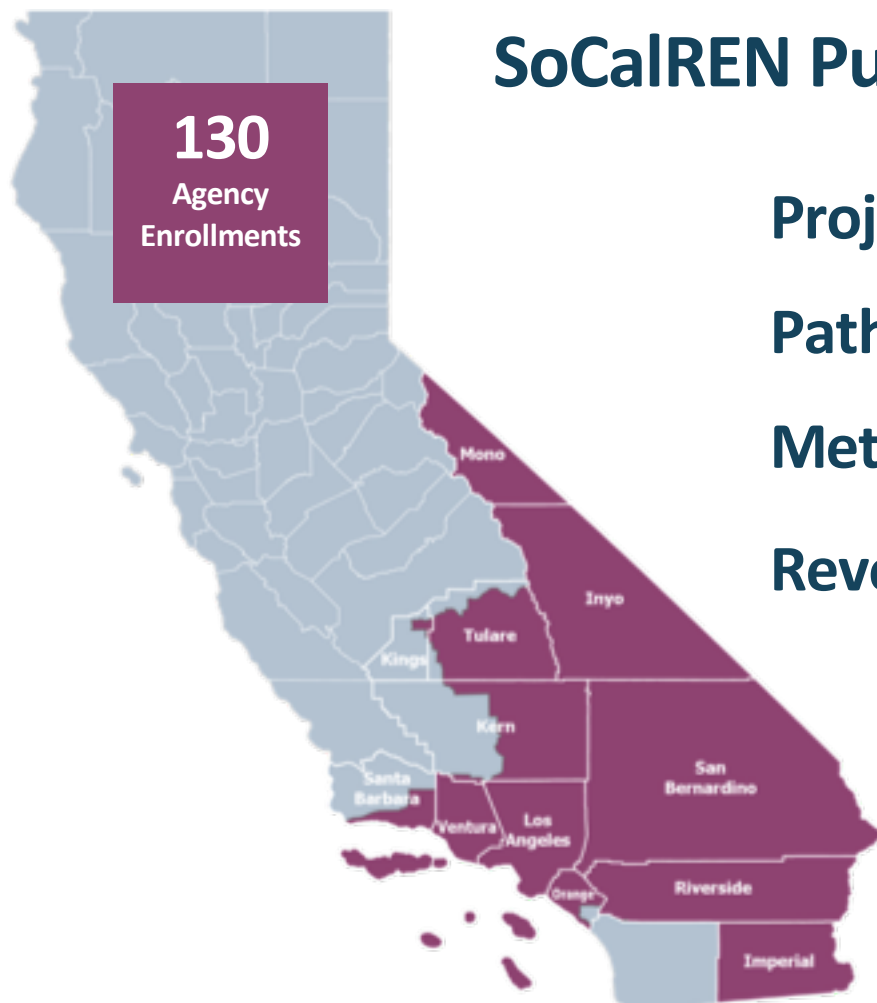 SoCalREN Pu
130
Agency
Enrollments
Proj
Path
Met
Reve
Mono
Inyo
Tulare
Kings
Kern
San
Bernardino
Santa
Barbara
Ventura
Los
Angeles
Orange
Riverside
Imperial